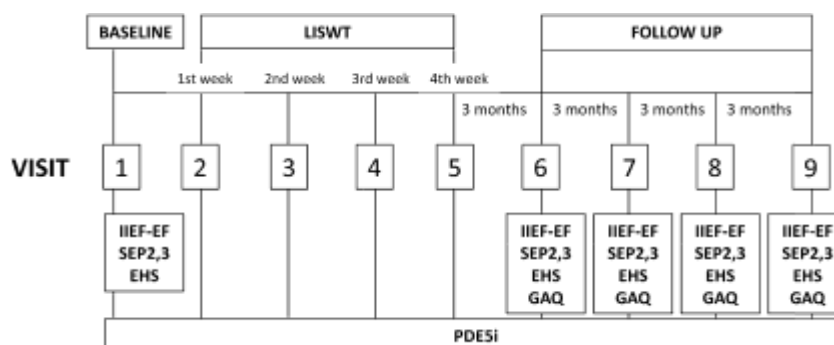 BASELINE LISWT FOLLOW UP
1st week 2nd week 3rd week 4th week
3 months 3 months 3 months 3 months
VISIT 1 2 3 4 5 6 7 8 9
IIEF-EF IIEF-EF IIEF-EF IIEF-EF IIEF-EF
SEP2,3 SEP2,3 SEP2,3 SEP2,3 SEP2,3
EHS EHS EHS EHS EHS
GAQ GAQ GAQ GAQ
PDE5i